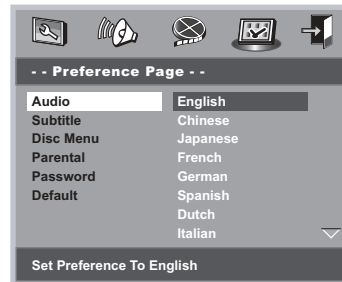 - - Preference Page - -
Audio English
Subtitle Chinese
Disc Menu Japanese
Parental French
Password German
Default Spanish
Dutch
Italian
Set Preference To English